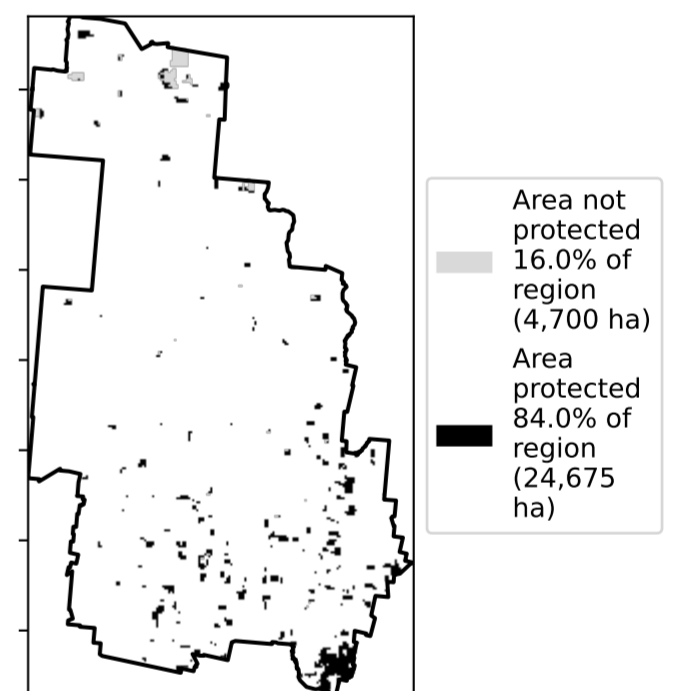 Area not
protected
16.0% of
region
(4,700 ha)
Area
protected
84.0% of
region
(24,675
ha)